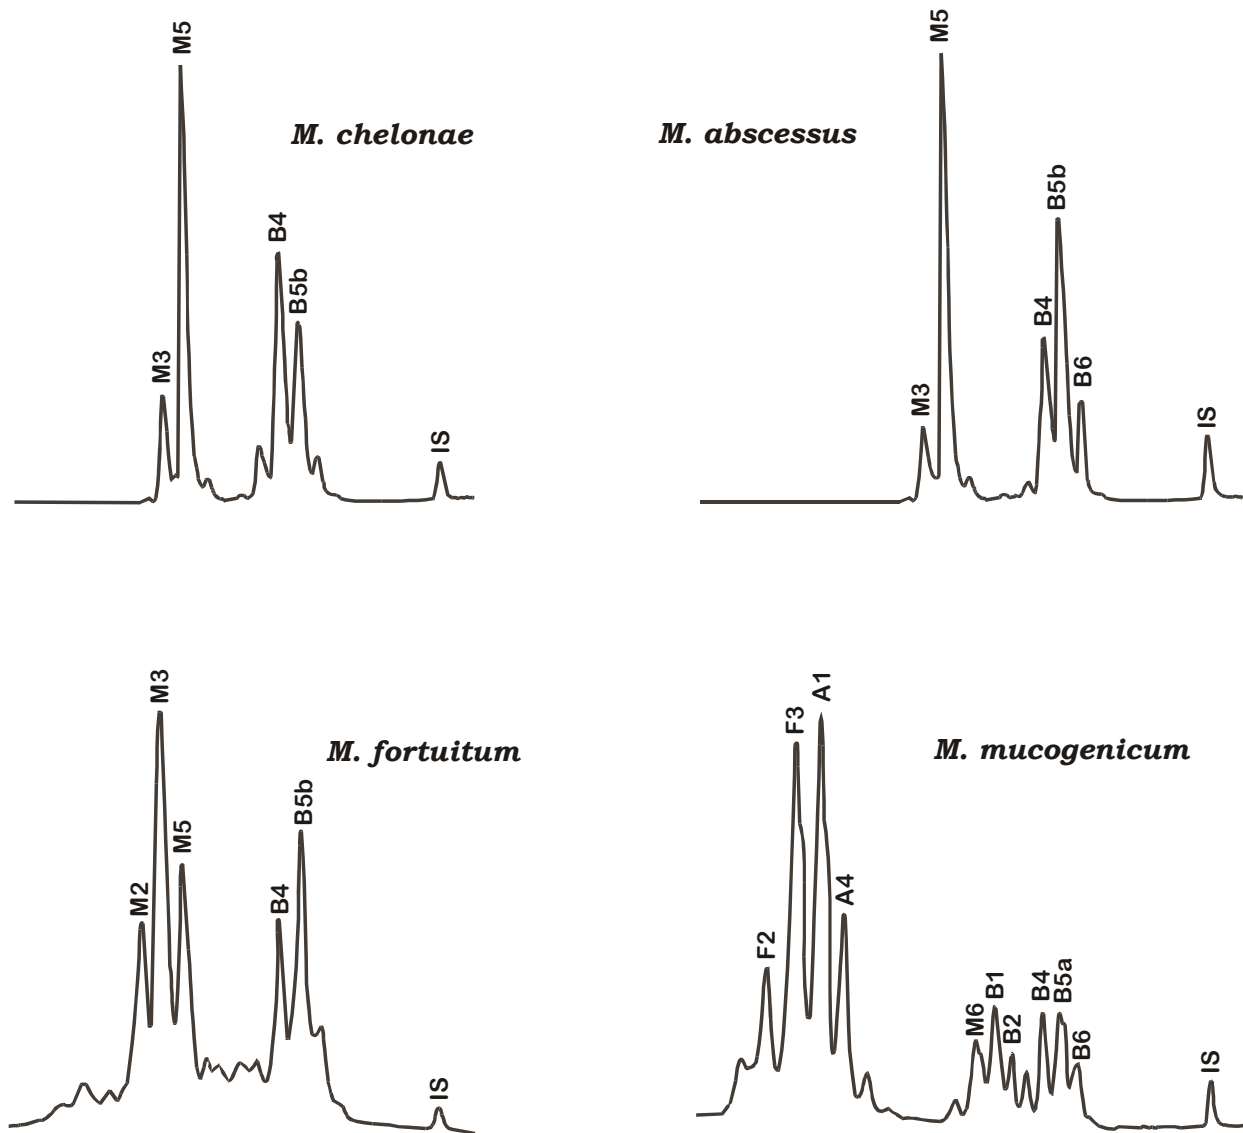 M5
M. chelonae
B4
B5b
M3
IS
M5
M. abscessus
B5b
B4
B6
M3
IS
M3
M. fortuitum
B5b
M5
M2
B4
IS
A1
F3
M. mucogenicum
A4
F2
M6
B1
B2
B4
B5a
B6
IS